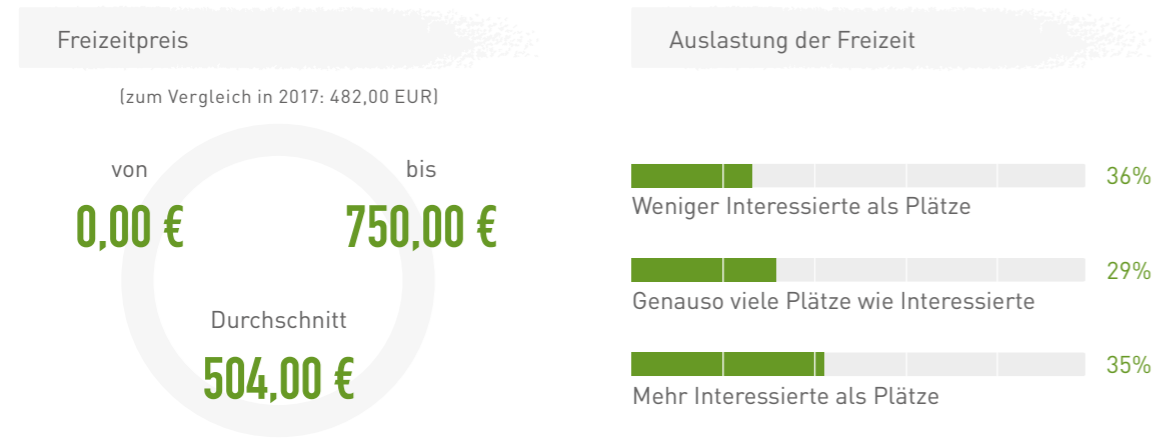 Freizeitpreis
(zum Vergleich in 2017: 482,00 EUR)
von
0,00 €
bis
750,00 €
Durchschnitt
504,00 €
Auslastung der Freizeit
36%
Weniger Interessierte als Plätze
29%
Genauso viele Plätze wie Interessierte
35%
Mehr Interessierte als Plätze